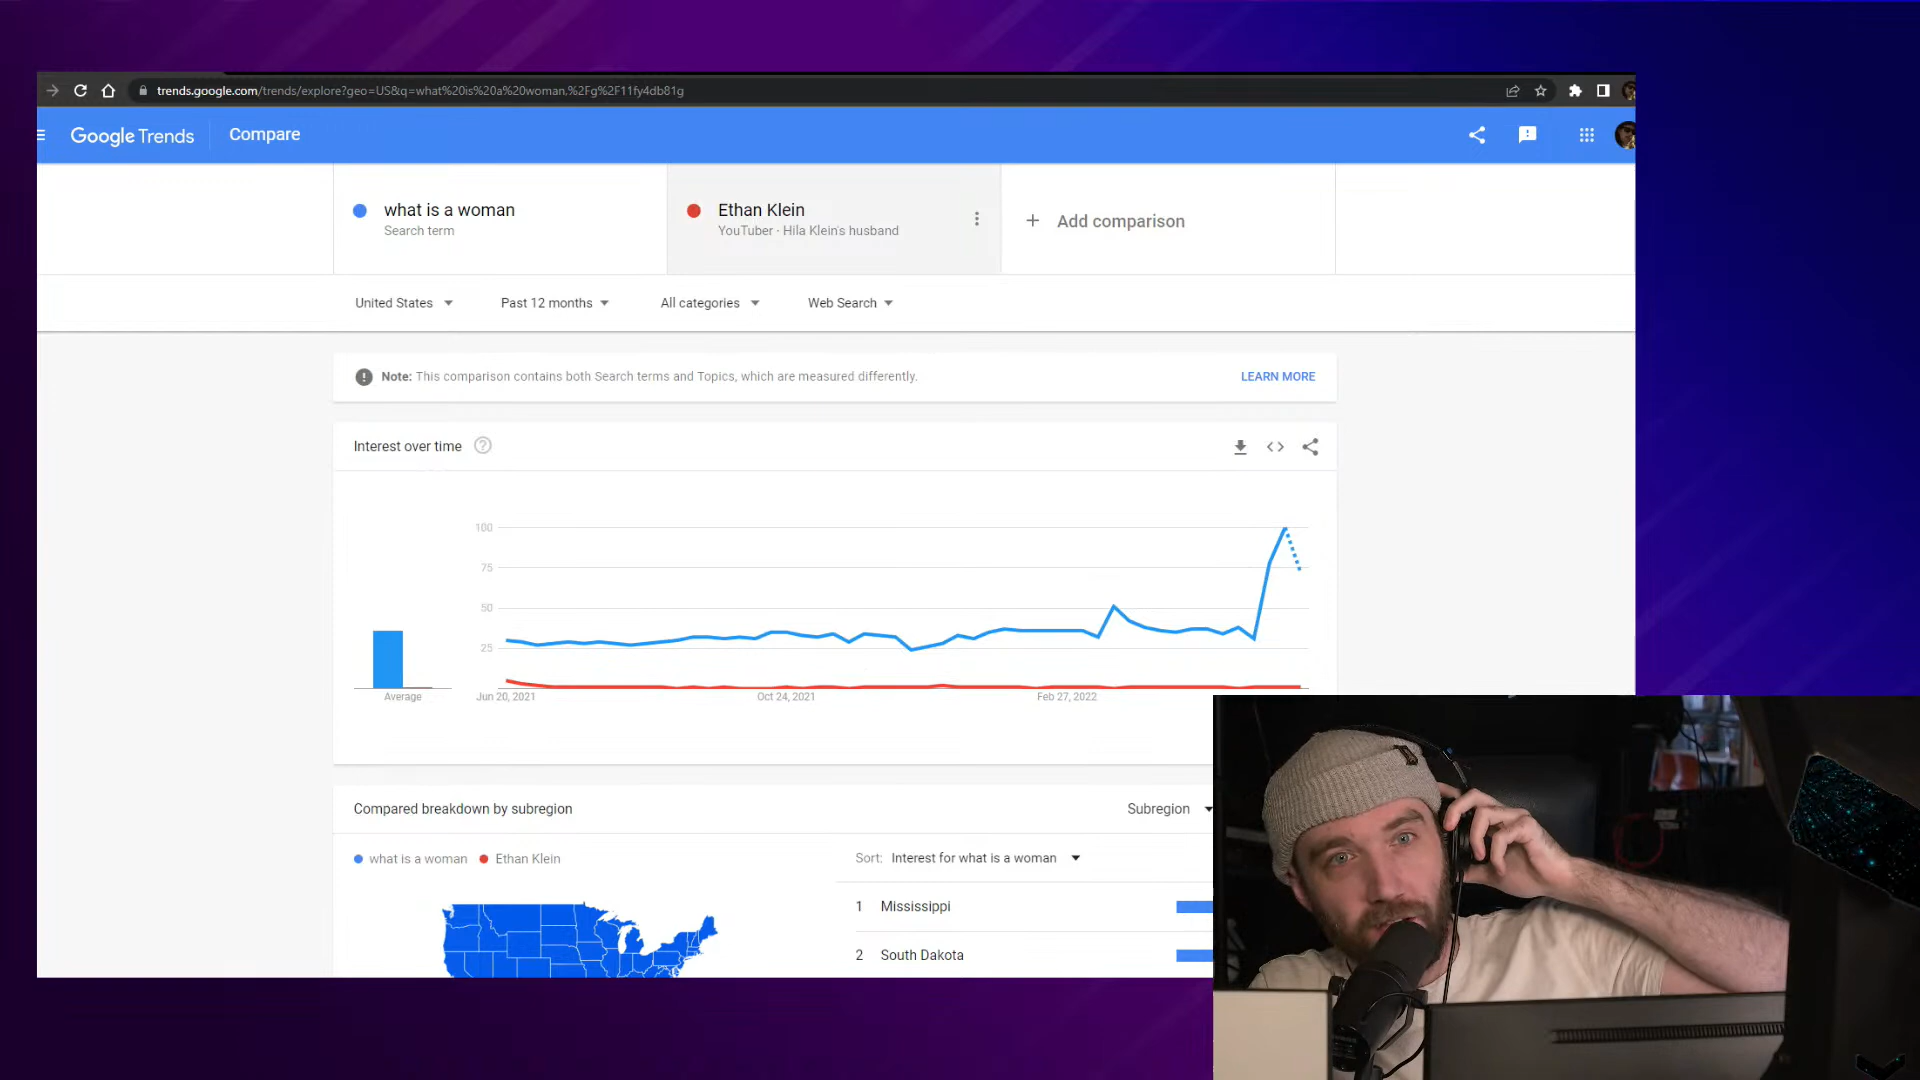 trends.google.com/trends/explore?geo=US&q=what%20is%20a%20woman,%2Fg%2F11fy4db81g
Google Trends
Compare
what is a woman
Search term
Ethan Klein
YouTuber · Hila Klein's husband
+ Add comparison
United States
Past 12 months
All categories
Web Search
Note: This comparison contains both Search terms and Topics, which are measured differently.
LEARN MORE
Interest over time
100
75
50
25
Average
Jun 20, 2021
Oct 24, 2021
Feb 27, 2022
Compared breakdown by subregion
Subregion
what is a woman
Ethan Klein
Sort: Interest for what is a woman
1 Mississippi
2 South Dakota